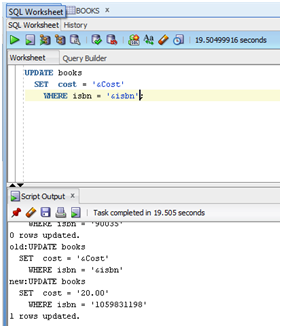 SQL Worksheet
BOOKS
SQL Worksheet History
19.50499916 seconds
Worksheet Query Builder
UPDATE books
SET cost = '&Cost'
WHERE isbn = '&isbn';
Script Output
Task completed in 19.505 seconds
WHERE isbn = '90035'
0 rows updated.
old:UPDATE books
SET cost = '&Cost'
WHERE isbn = '&isbn'
new:UPDATE books
SET cost = '20.00'
WHERE isbn = '1059831198'
1 rows updated.